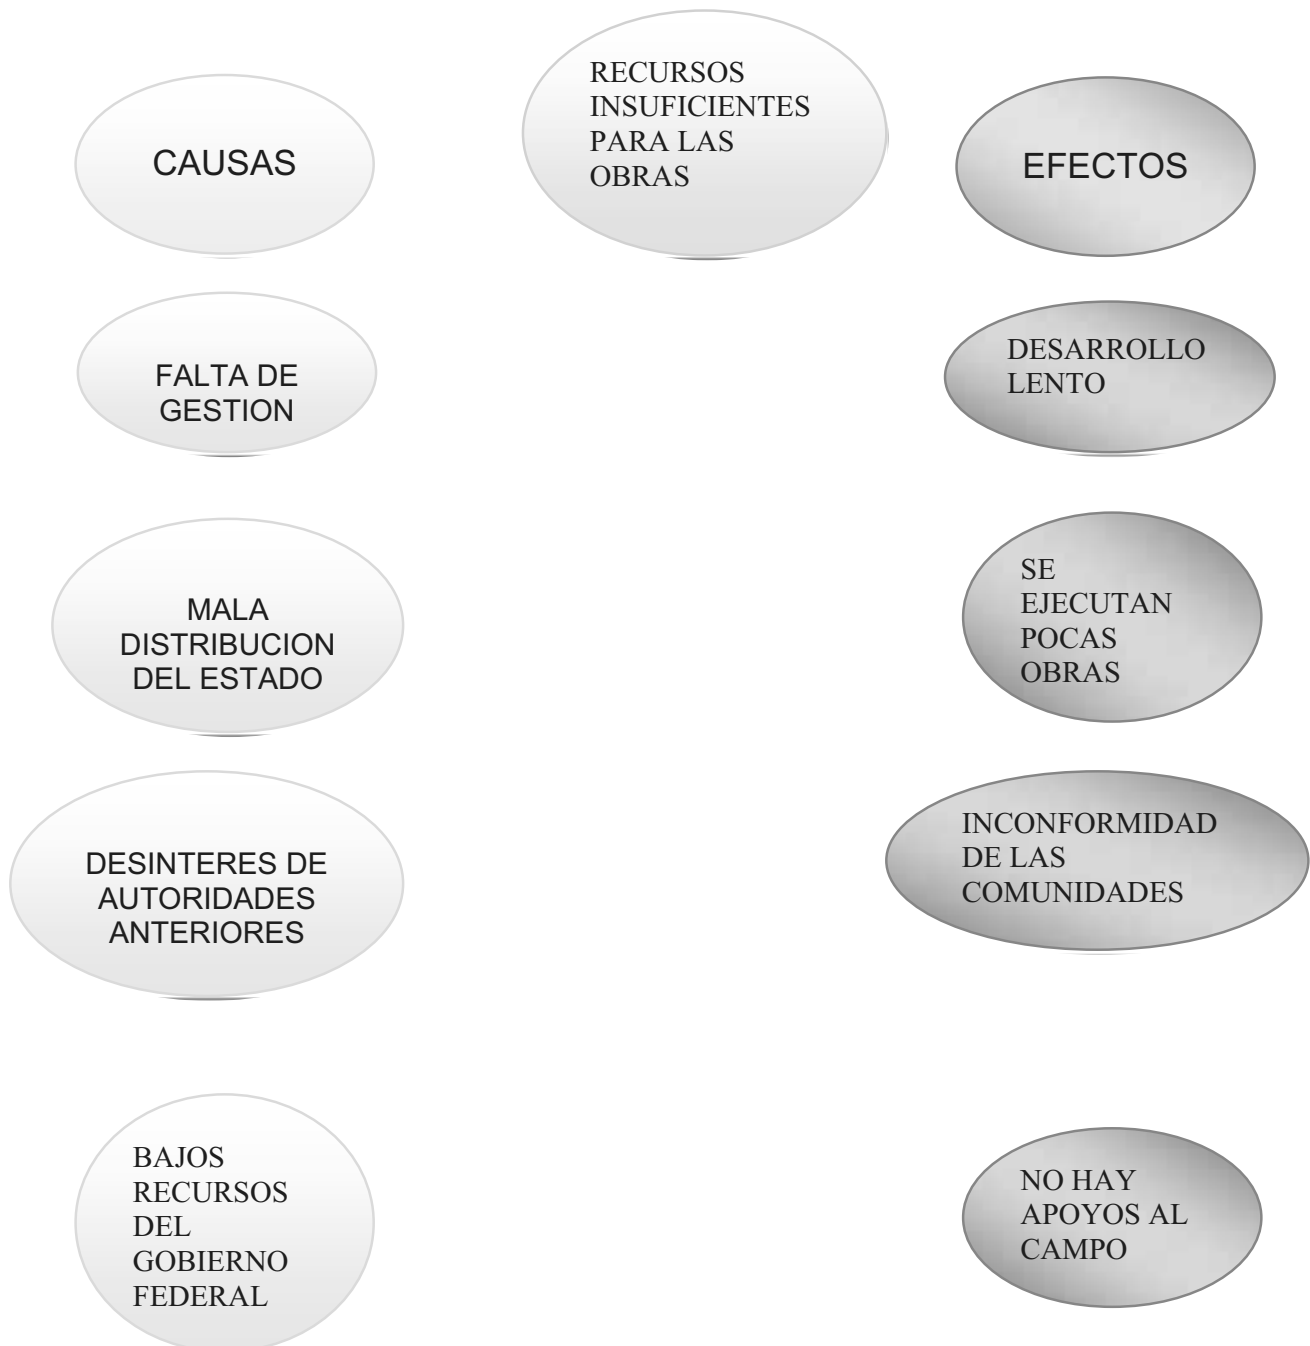 CAUSAS
RECURSOS
INSUFICIENTES
PARA LAS
OBRAS
EFECTOS
FALTA DE
GESTION
DESARROLLO
LENTO
MALA
DISTRIBUCION
DEL ESTADO
SE
EJECUTAN
POCAS
OBRAS
DESINTERES DE
AUTORIDADES
ANTERIORES
INCONFORMIDAD
DE LAS
COMUNIDADES
BAJOS
RECURSOS
DEL
GOBIERNO
FEDERAL
NO HAY
APOYOS AL
CAMPO